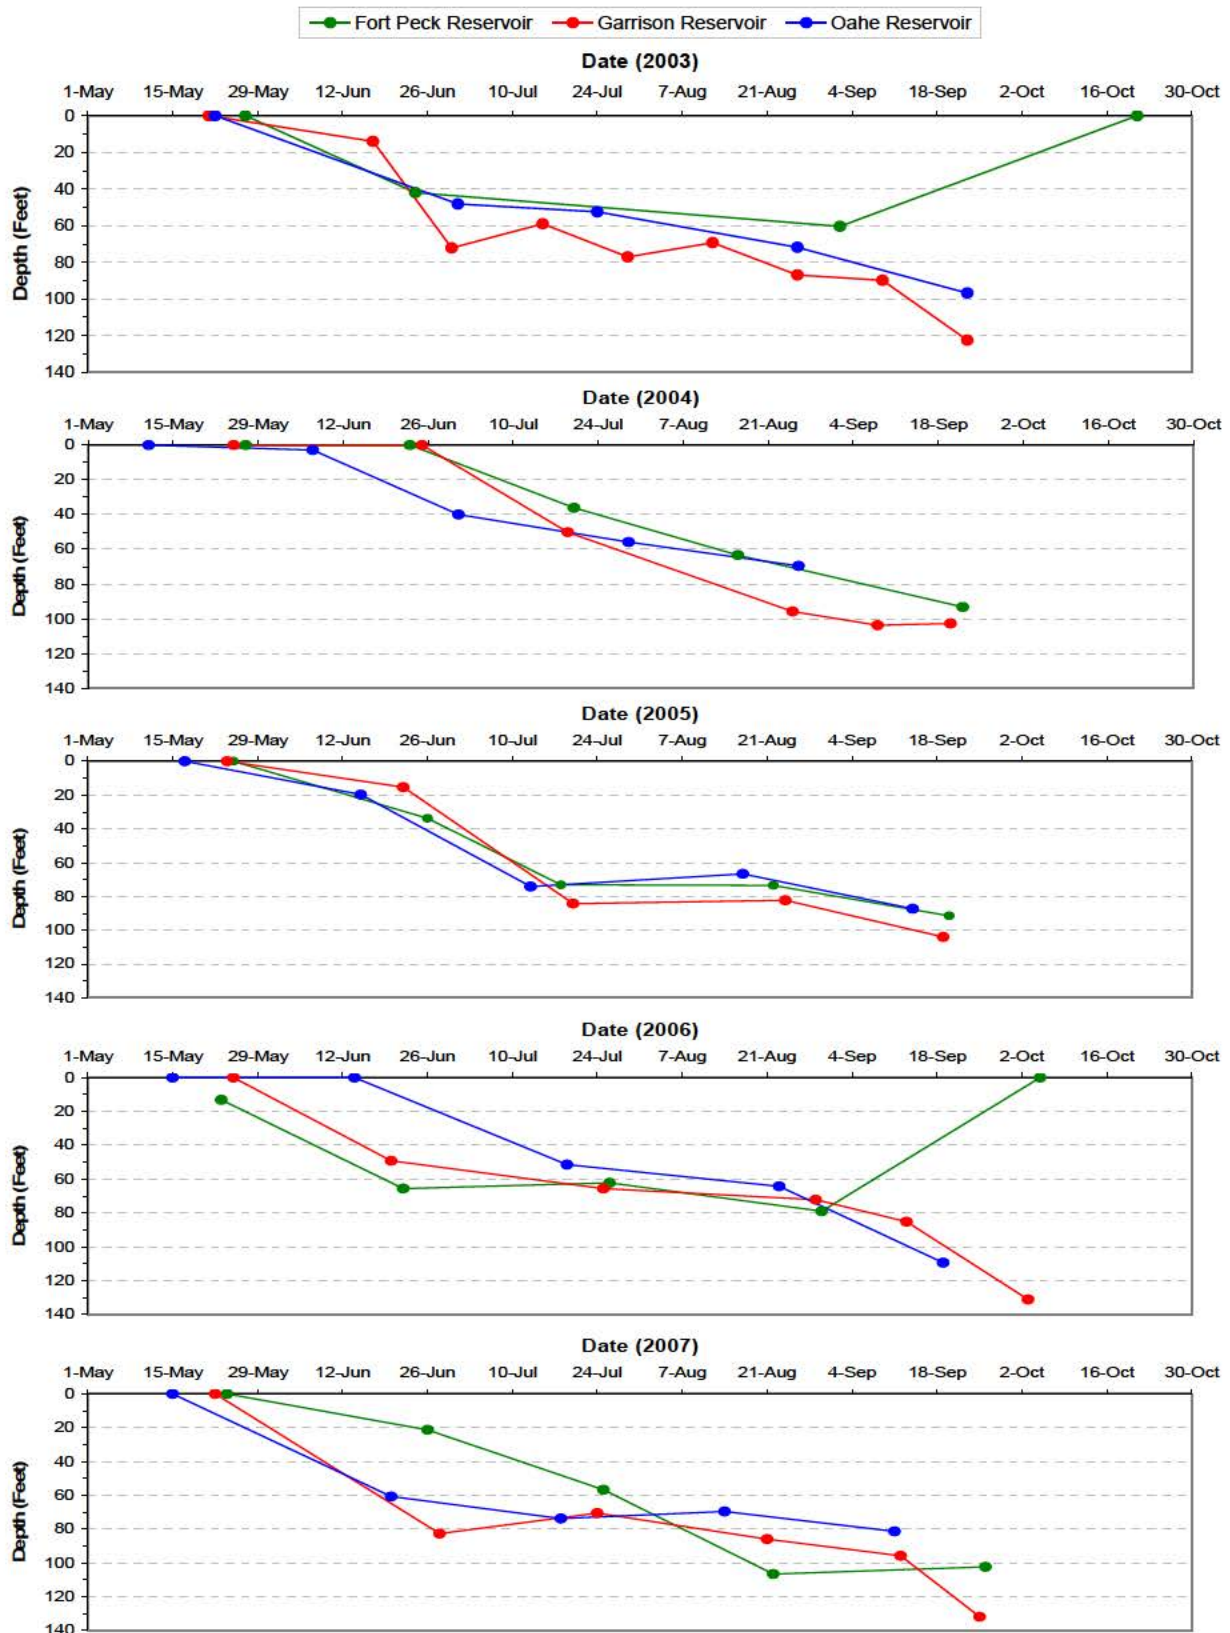 Fort Peck Reservoir Garrison Reservoir Oahe Reservoir
Date (2003)
1-May 15-May 29-May 12-Jun 26-Jun 10-Jul 24-Jul 7-Aug 21-Aug 4-Sep 18-Sep 2-Oct 16-Oct 30-Oct
Depth (Feet)
0
20
40
60
80
100
120
140
Date (2004)
1-May 15-May 29-May 12-Jun 26-Jun 10-Jul 24-Jul 7-Aug 21-Aug 4-Sep 18-Sep 2-Oct 16-Oct 30-Oct
Depth (Feet)
0
20
40
60
80
100
120
140
Date (2005)
1-May 15-May 29-May 12-Jun 26-Jun 10-Jul 24-Jul 7-Aug 21-Aug 4-Sep 18-Sep 2-Oct 16-Oct 30-Oct
Depth (Feet)
0
20
40
60
80
100
120
140
Date (2006)
1-May 15-May 29-May 12-Jun 26-Jun 10-Jul 24-Jul 7-Aug 21-Aug 4-Sep 18-Sep 2-Oct 16-Oct 30-Oct
Depth (Feet)
0
20
40
60
80
100
120
140
Date (2007)
1-May 15-May 29-May 12-Jun 26-Jun 10-Jul 24-Jul 7-Aug 21-Aug 4-Sep 18-Sep 2-Oct 16-Oct 30-Oct
Depth (Feet)
0
20
40
60
80
100
120
140